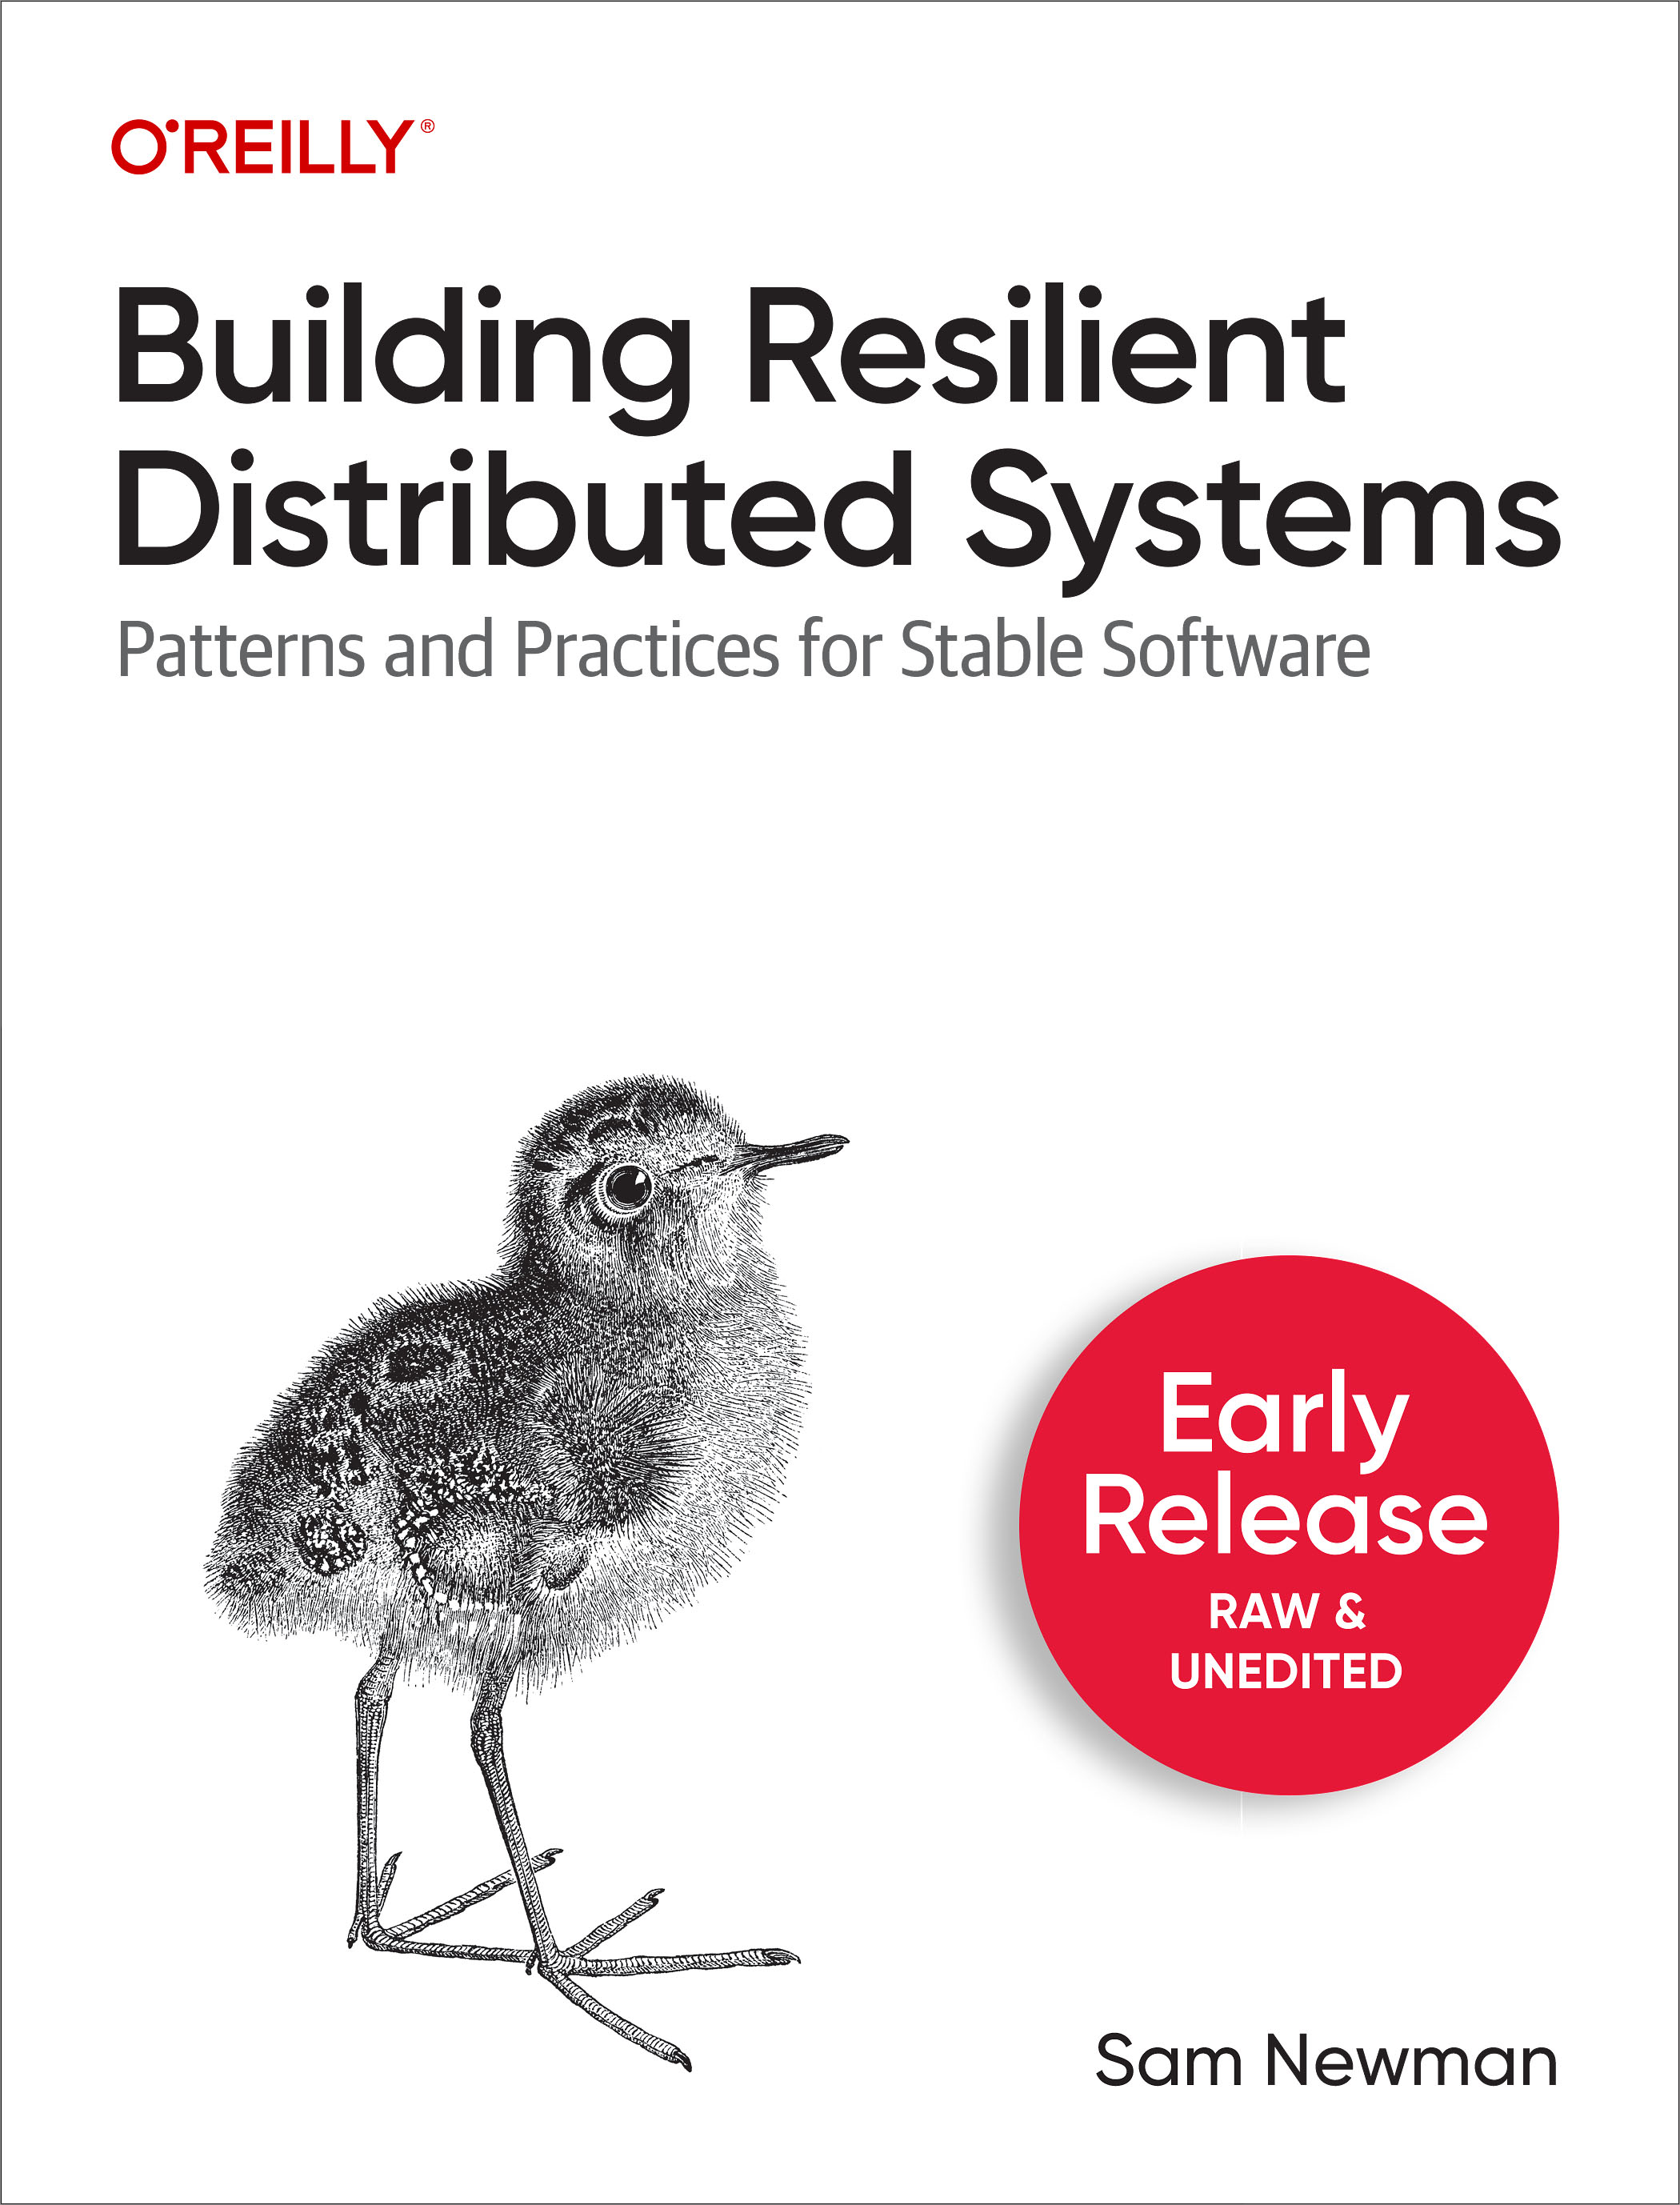 O'REILLY®
Building Resilient
Distributed Systems
Patterns and Practices for Stable Software
Early
Release
RAW &
UNEDITED
Sam Newman